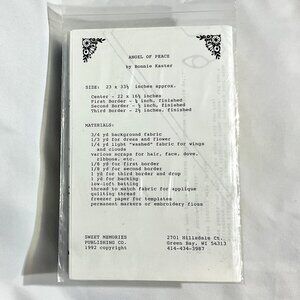 ANGEL OF PEACE
by Bonnie Kaster
SIZE: 23 x 33½ inches approx.
Center - 22 x 16½ inches
First Border - ¼ inch, finished
Second Border - ½ inch, finished
Third Border - 2½ inches, finished
MATERIALS:
3/4 yd background fabric
1/3 yd for dress and flower
1/4 yd light "washed" fabric for wings
and clouds
various scraps for hair, face, dove,
ribbons, etc.
1/6 yd for first border
1/8 yd for second border
1 yd for third border and drop
1 yd for backing
low-loft batting
thread to match fabric for applique
quilting thread
freezer paper for templates
permanent markers or embroidery floss
SWEET MEMORIES
PUBLISHING CO.
1992 copyright
2701 Hillsdale Ct.
Green Bay, WI 54313
414-434-3987